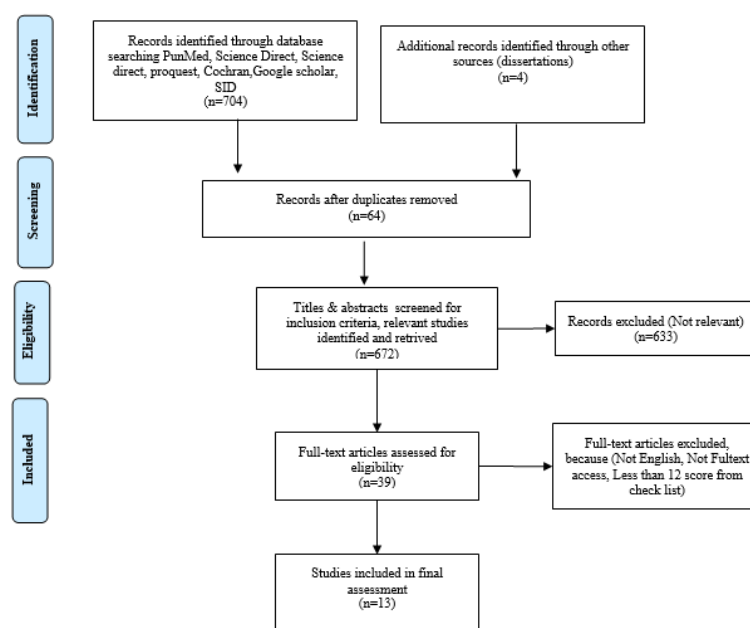 Identification
Records identified through database
searching PunMed, Science Direct, Science
direct, proquest, Cochran,Google scholar,
SID
(n=704)
Additional records identified through other
sources (dissertations)
(n=4)
Screening
Records after duplicates removed
(n=64)
Eligibility
Titles & abstracts screened for
inclusion criteria, relevant studies
identified and retrived
(n=672)
Records excluded (Not relevant)
(n=633)
Included
Full-text articles assessed for
eligibility
(n=39)
Full-text articles excluded,
because (Not English, Not Fultext
access, Less than 12 score from
check list)
Studies included in final
assessment
(n=13)